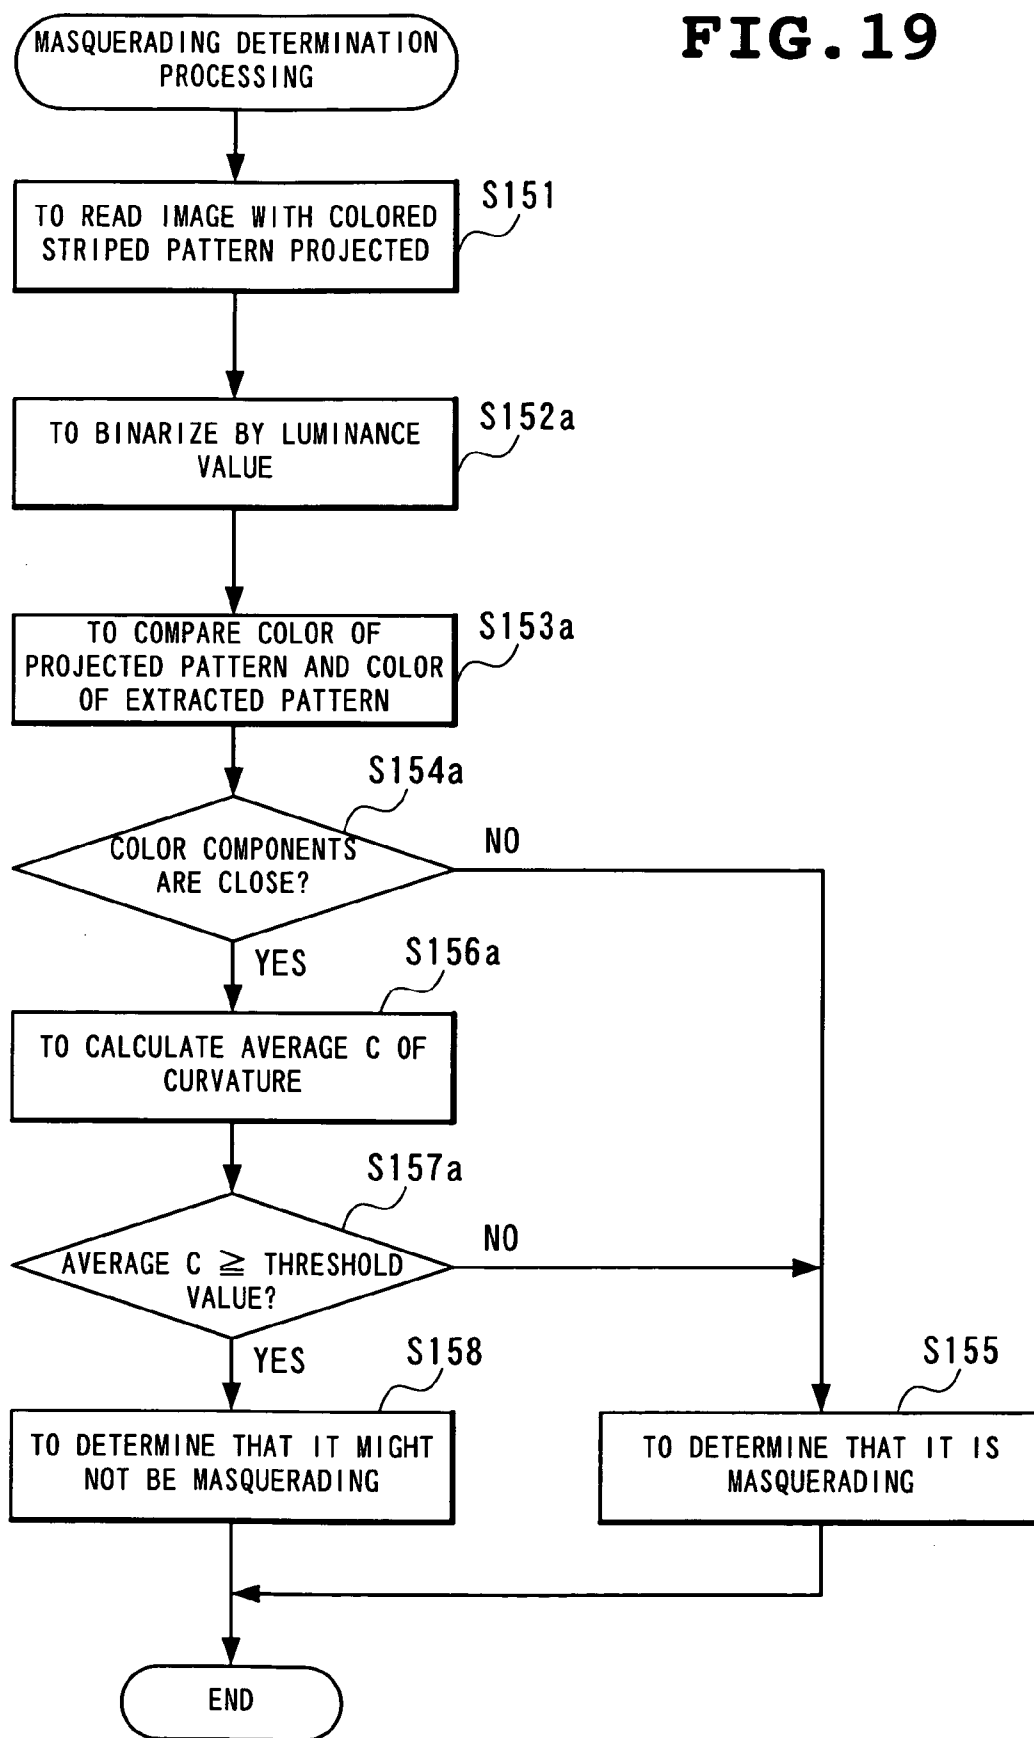 FIG.19
MASQUERADING DETERMINATION
PROCESSING
S151
TO READ IMAGE WITH COLORED
STRIPED PATTERN PROJECTED
S152a
TO BINARIZE BY LUMINANCE
VALUE
S153a
TO COMPARE COLOR OF
PROJECTED PATTERN AND COLOR
OF EXTRACTED PATTERN
S154a
COLOR COMPONENTS
ARE CLOSE?
NO
YES
S156a
TO CALCULATE AVERAGE C OF
CURVATURE
S157a
AVERAGE C ≧ THRESHOLD
VALUE?
NO
YES
S158
TO DETERMINE THAT IT MIGHT
NOT BE MASQUERADING
S155
TO DETERMINE THAT IT IS
MASQUERADING
END